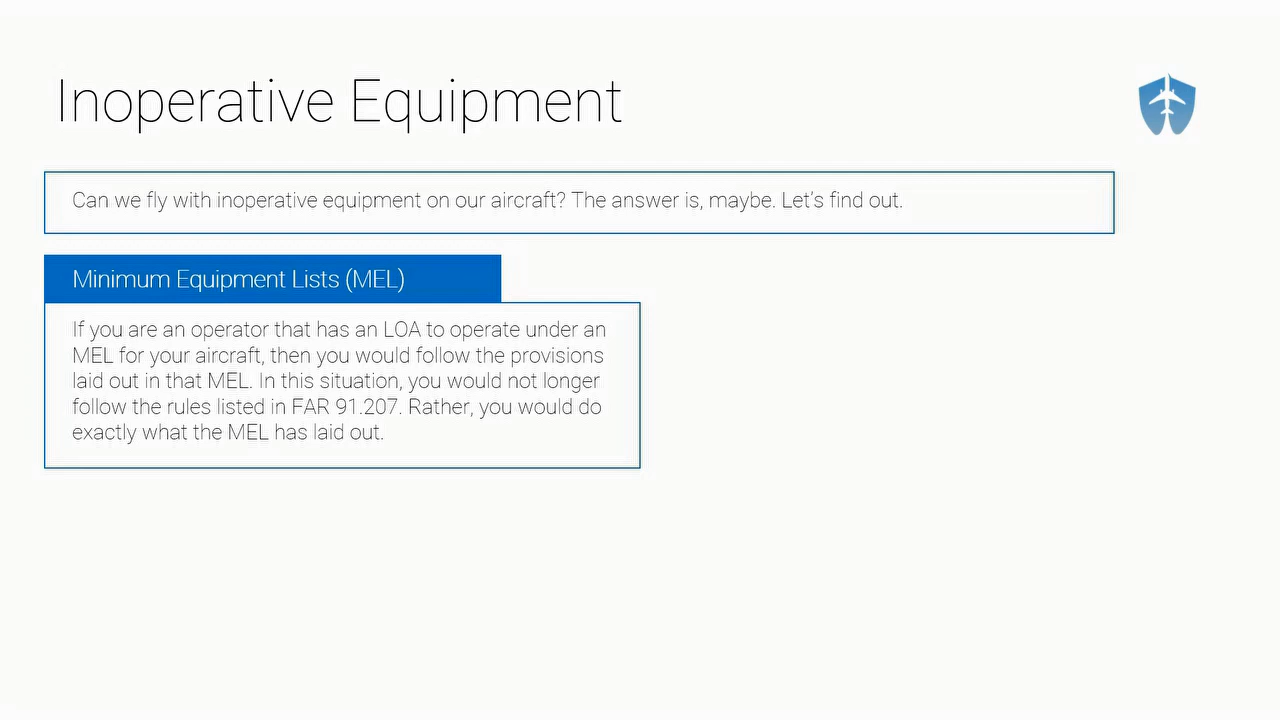 Inoperative Equipment
Can we fly with inoperative equipment on our aircraft? The answer is, maybe. Let’s find out.
Minimum Equipment Lists (MEL)
If you are an operator that has an LOA to operate under an
MEL for your aircraft, then you would follow the provisions
laid out in that MEL. In this situation, you would not longer
follow the rules listed in FAR 91.207. Rather, you would do
exactly what the MEL has laid out.